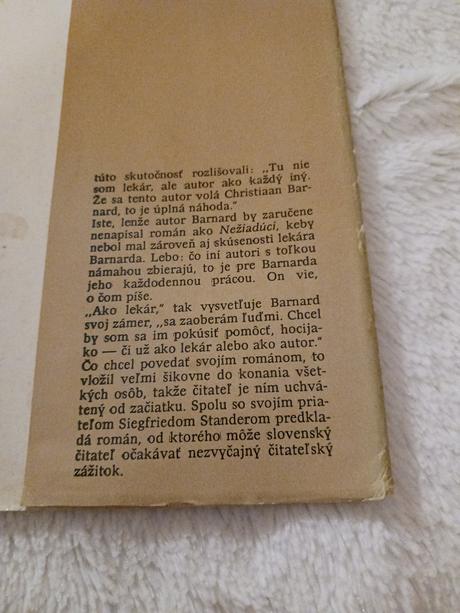 túto skutočnosť rozlišovali: „Tu nie
som lekár, ale autor ako každý iný.
Že sa tento autor volá Christiaan Bar-
nard, to je úplná náhoda.”
Iste, lenže autor Barnard by zaručene
nenapísal román ako Nežiadúci, keby
nebol mal zároveň aj skúsenosti lekára
Barnarda. Lebo: čo iní autori s toľkou
námahou zbierajú, to je pre Barnarda
jeho každodennou prácou. On vie,
o čom píše.
„Ako lekár,” tak vysvetľuje Barnard
svoj zámer, „sa zaoberám ľuďmi. Chcel
by som sa im pokúsiť pomôcť, hocija-
ko — či už ako lekár alebo ako autor.”
Čo chcel povedať svojím románom, to
vložil veľmi šikovne do konania všet-
kých osôb, takže čitateľ je ním uchvá-
tený od začiatku. Spolu so svojím pria-
teľom Siegfriedom Standerom predkla-
dá román, od ktorého môže slovenský
čitateľ očakávať nezvyčajný čitateľský
zážitok.